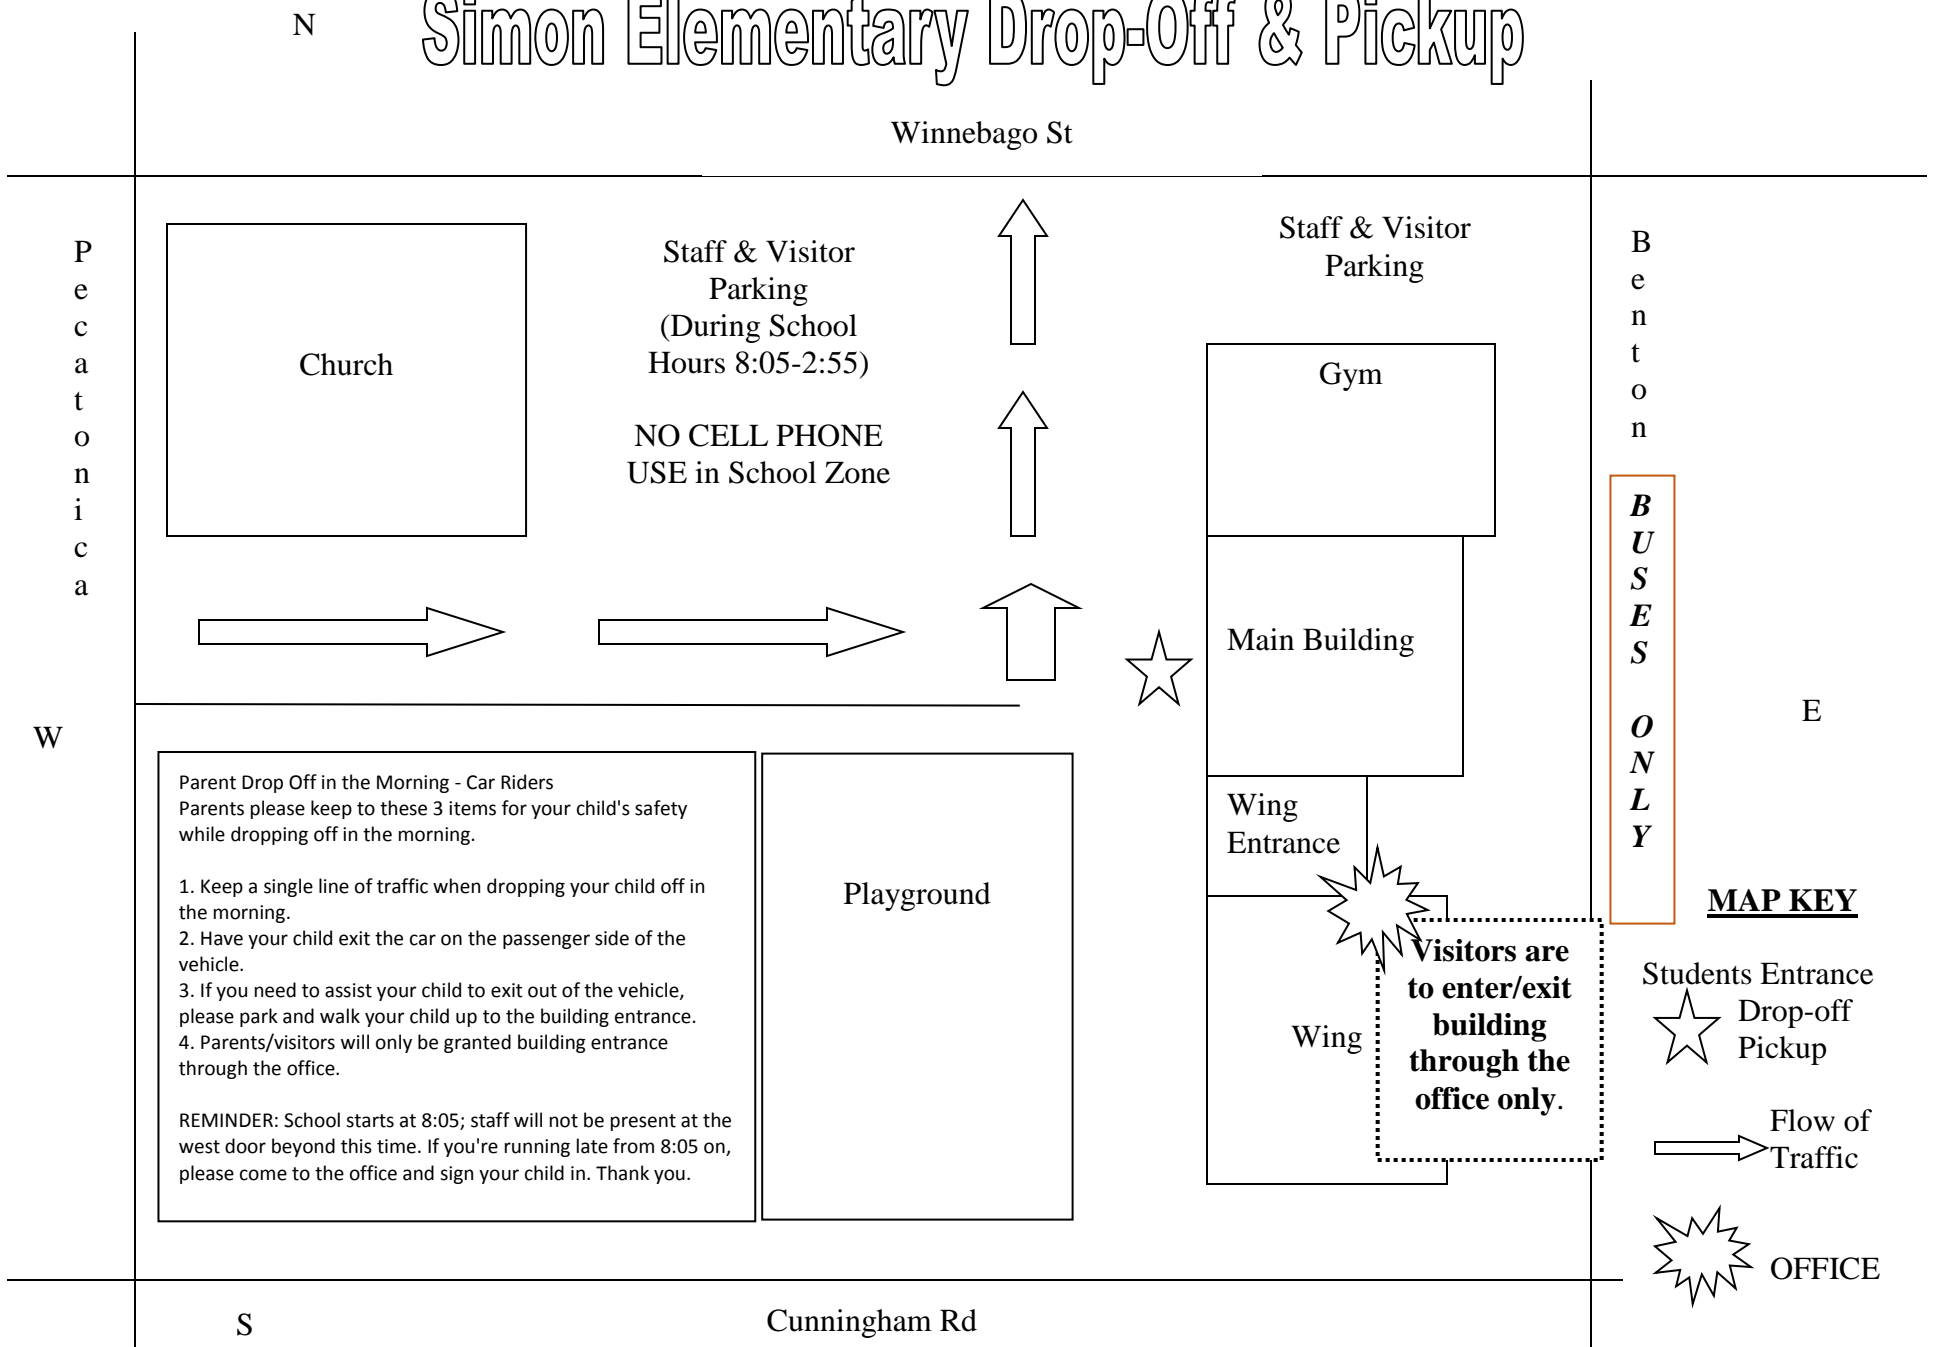 N
Simon Elementary Drop-Off & Pickup
Winnebago St
P
e
c
a
t
o
n
i
c
a
Church
Staff & Visitor
Parking
(During School
Hours 8:05-2:55)
NO CELL PHONE
USE in School Zone
Staff & Visitor
Parking
Gym
B
e
n
t
o
n
B
U
S
E
S
O
N
L
Y
Main Building
E
W
Parent Drop Off in the Morning - Car Riders
Parents please keep to these 3 items for your child's safety
while dropping off in the morning.
1. Keep a single line of traffic when dropping your child off in
the morning.
2. Have your child exit the car on the passenger side of the
vehicle.
3. If you need to assist your child to exit out of the vehicle,
please park and walk your child up to the building entrance.
4. Parents/visitors will only be granted building entrance
through the office.
REMINDER: School starts at 8:05; staff will not be present at the
west door beyond this time. If you're running late from 8:05 on,
please come to the office and sign your child in. Thank you.
Playground
Wing
Entrance
Wing
Visitors are
to enter/exit
building
through the
office only.
MAP KEY
Students Entrance
Drop-off
Pickup
Flow of
Traffic
OFFICE
S
Cunningham Rd